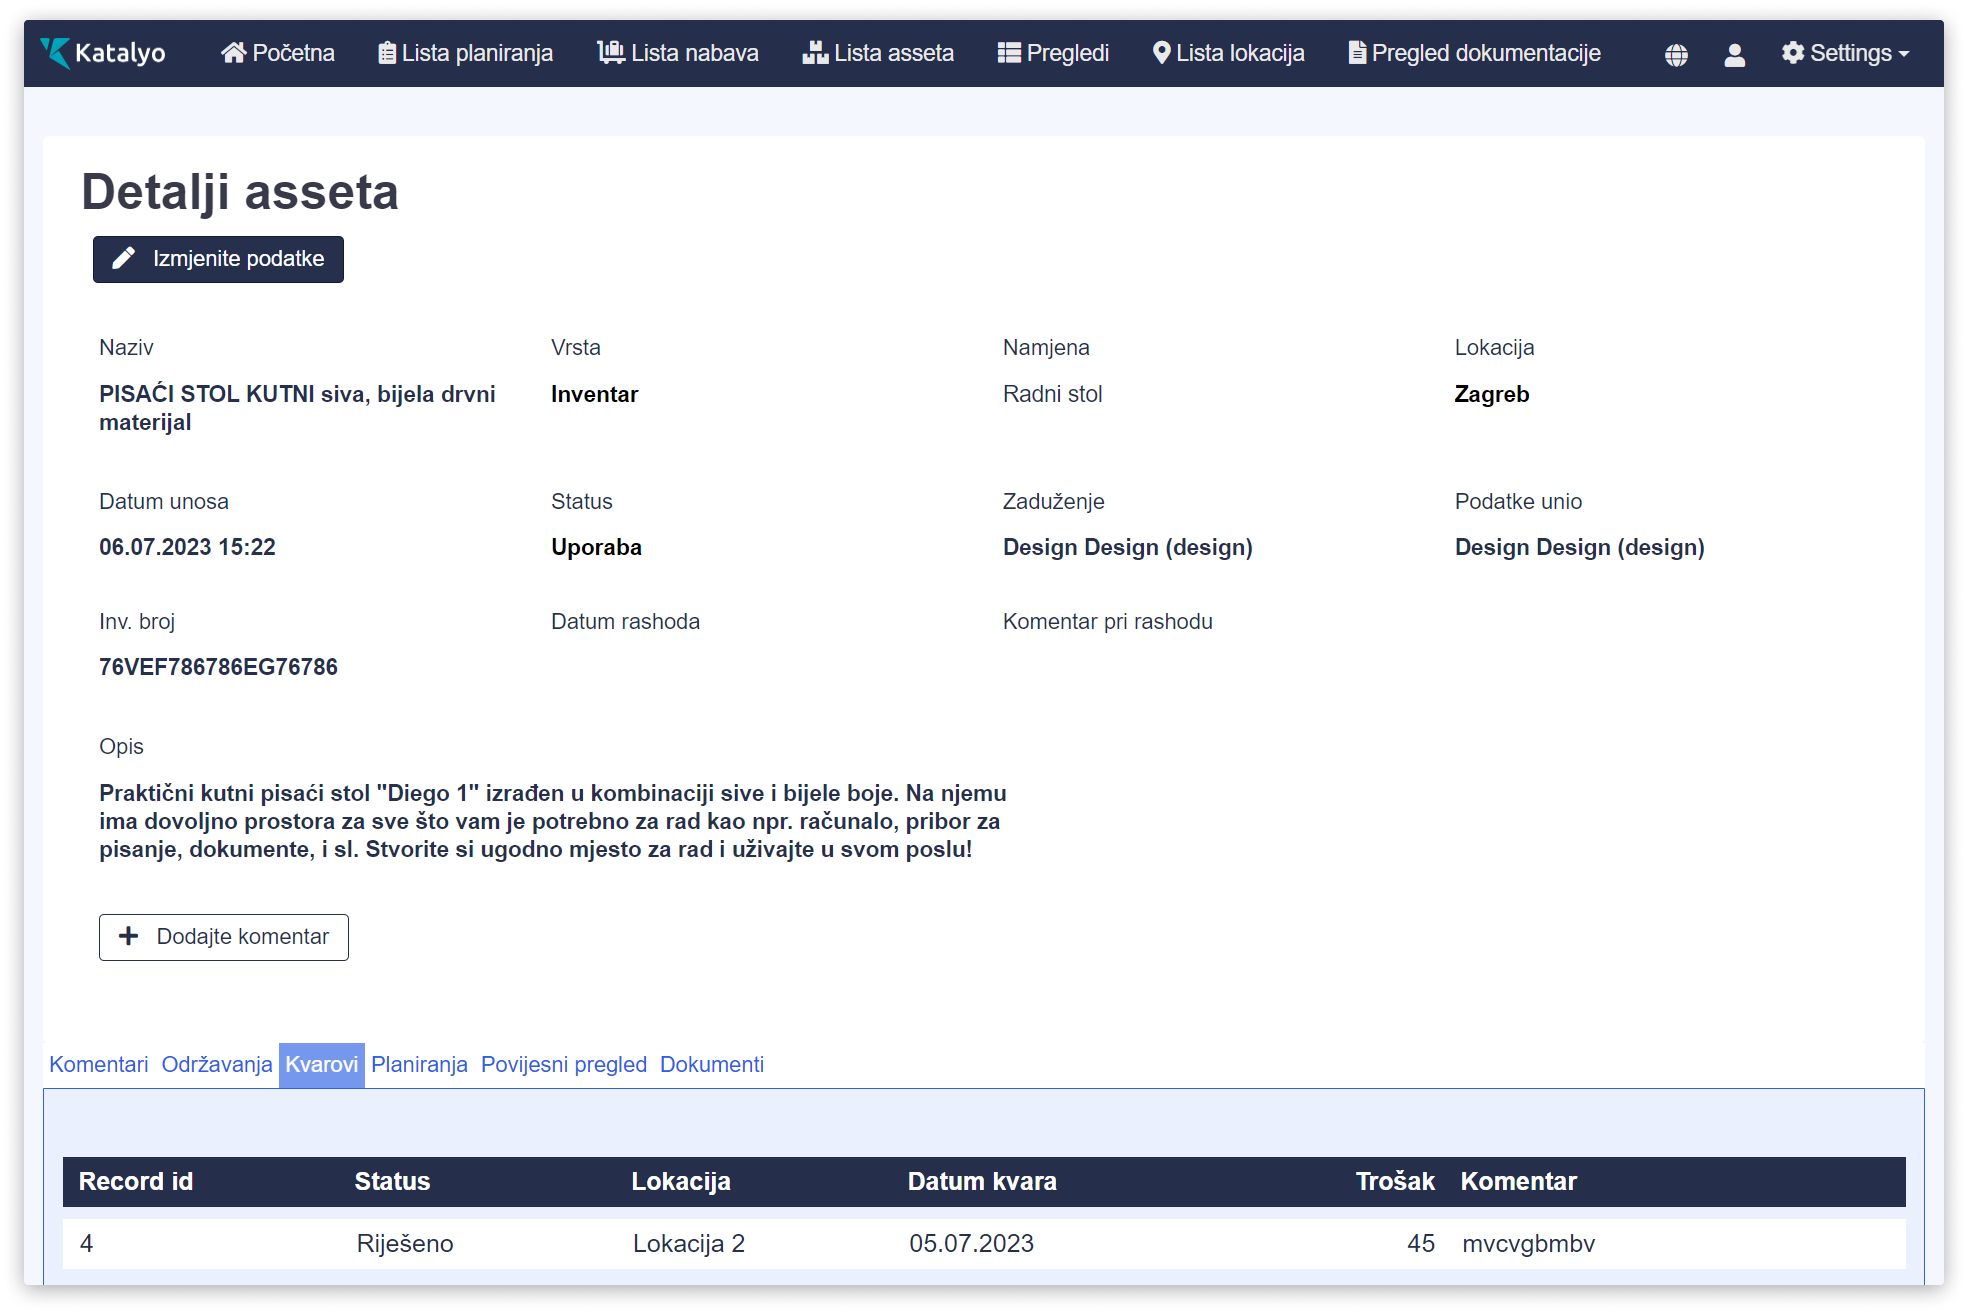 Katalyo Početna Lista planiranja Lista nabava Lista asseta Pregledi Lista lokacija Pregled dokumentacije Settings
Detalji asseta
Izmjenite podatke
Naziv Vrsta Namjena Lokacija
PISAĆI STOL KUTNI siva, bijela drvni Inventar Radni stol Zagreb
materijal
Datum unosa Status Zaduženje Podatke unio
06.07.2023 15:22 Uporaba Design Design (design) Design Design (design)
Inv. broj Datum rashoda Komentar pri rashodu
76VEF786786EG76786
Opis
Praktični kutni pisaći stol "Diego 1" izrađen u kombinaciji sive i bijele boje. Na njemu
ima dovoljno prostora za sve što vam je potrebno za rad kao npr. računalo, pribor za
pisanje, dokumente, i sl. Stvorite si ugodno mjesto za rad i uživajte u svom poslu!
Dodajte komentar
Komentari Održavanja Kvarovi Planiranja Povijesni pregled Dokumenti
Record id Status Lokacija Datum kvara Trošak Komentar
4 Riješeno Lokacija 2 05.07.2023 45 mvcvgbmbv